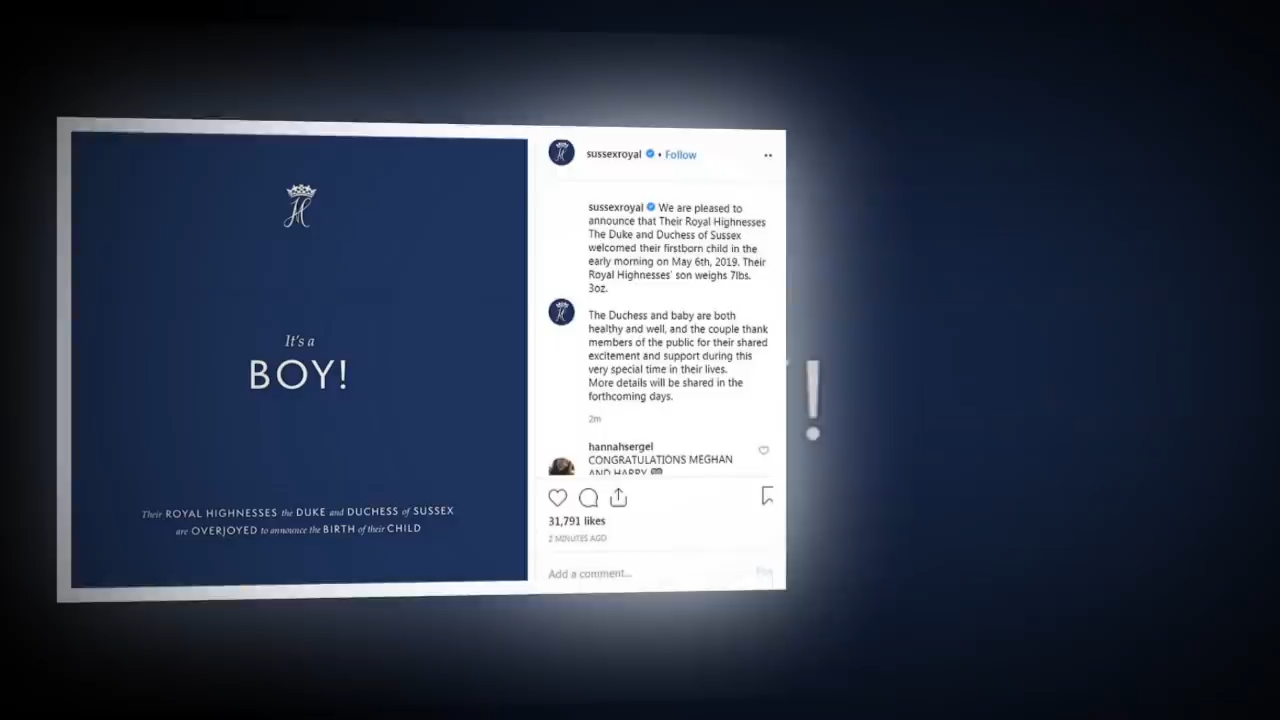 It's a
BOY!
Their ROYAL HIGHNESSES the DUKE and DUCHESS of SUSSEX
are OVERJOYED to announce the BIRTH of their CHILD
sussexroyal • Follow
sussexroyal We are pleased to
announce that Their Royal Highnesses
The Duke and Duchess of Sussex
welcomed their firstborn child in the
early morning on May 6th, 2019. Their
Royal Highnesses' son weighs 7lbs.
3oz.
The Duchess and baby are both
healthy and well, and the couple thank
members of the public for their shared
excitement and support during this
very special time in their lives.
More details will be shared in the
forthcoming days.
2m
hannahsergel
CONGRATULATIONS MEGHAN
AND HARRY
31,791 likes
2 MINUTES AGO
Add a comment...
!